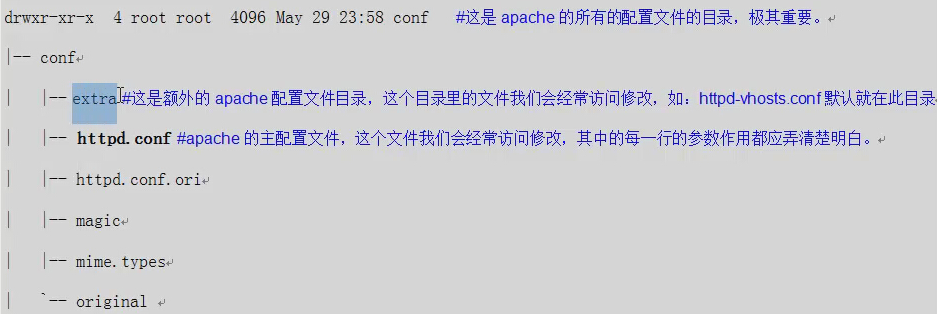 drwxr-xr-x  4 root root  4096 May 29 23:58 conf   #这是 apache 的所有的配置文件的目录，极其重要。↵
|-- conf↵
|   |-- extra #这是额外的 apache 配置文件目录，这个目录里的文件我们会经常访问修改，如：httpd-vhosts.conf 默认就在此目录
|   |-- httpd.conf #apache 的主配置文件，这个文件我们会经常访问修改，其中的每一行的参数作用都应弄清楚明白。↵
|   |-- httpd.conf.ori↵
|   |-- magic↵
|   |-- mime.types↵
|   `-- original ↵